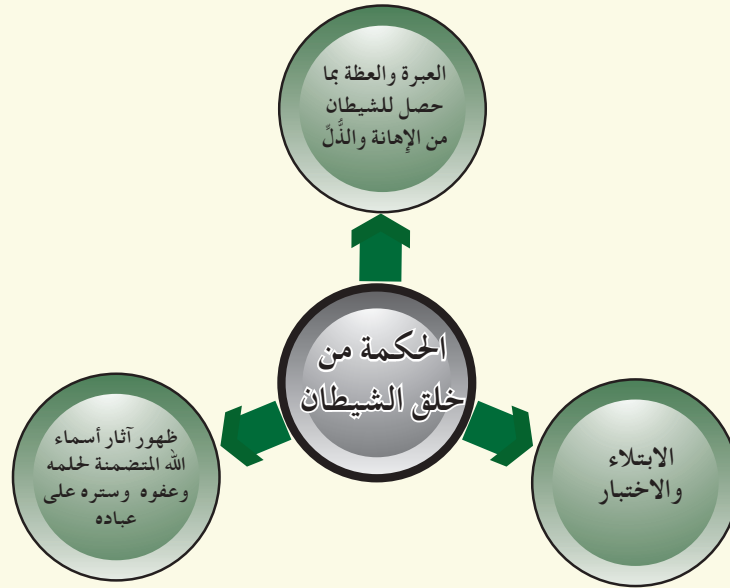 العبرة والعظة بما
حصل للشيطان
من الإهانة والذُّلِّ
الحكمة من
خلق الشيطان
الابتلاء
والاختبار
ظهور آثار أسماء
الله المتضمنة لحلمه
وعفوه وستره على
عباده